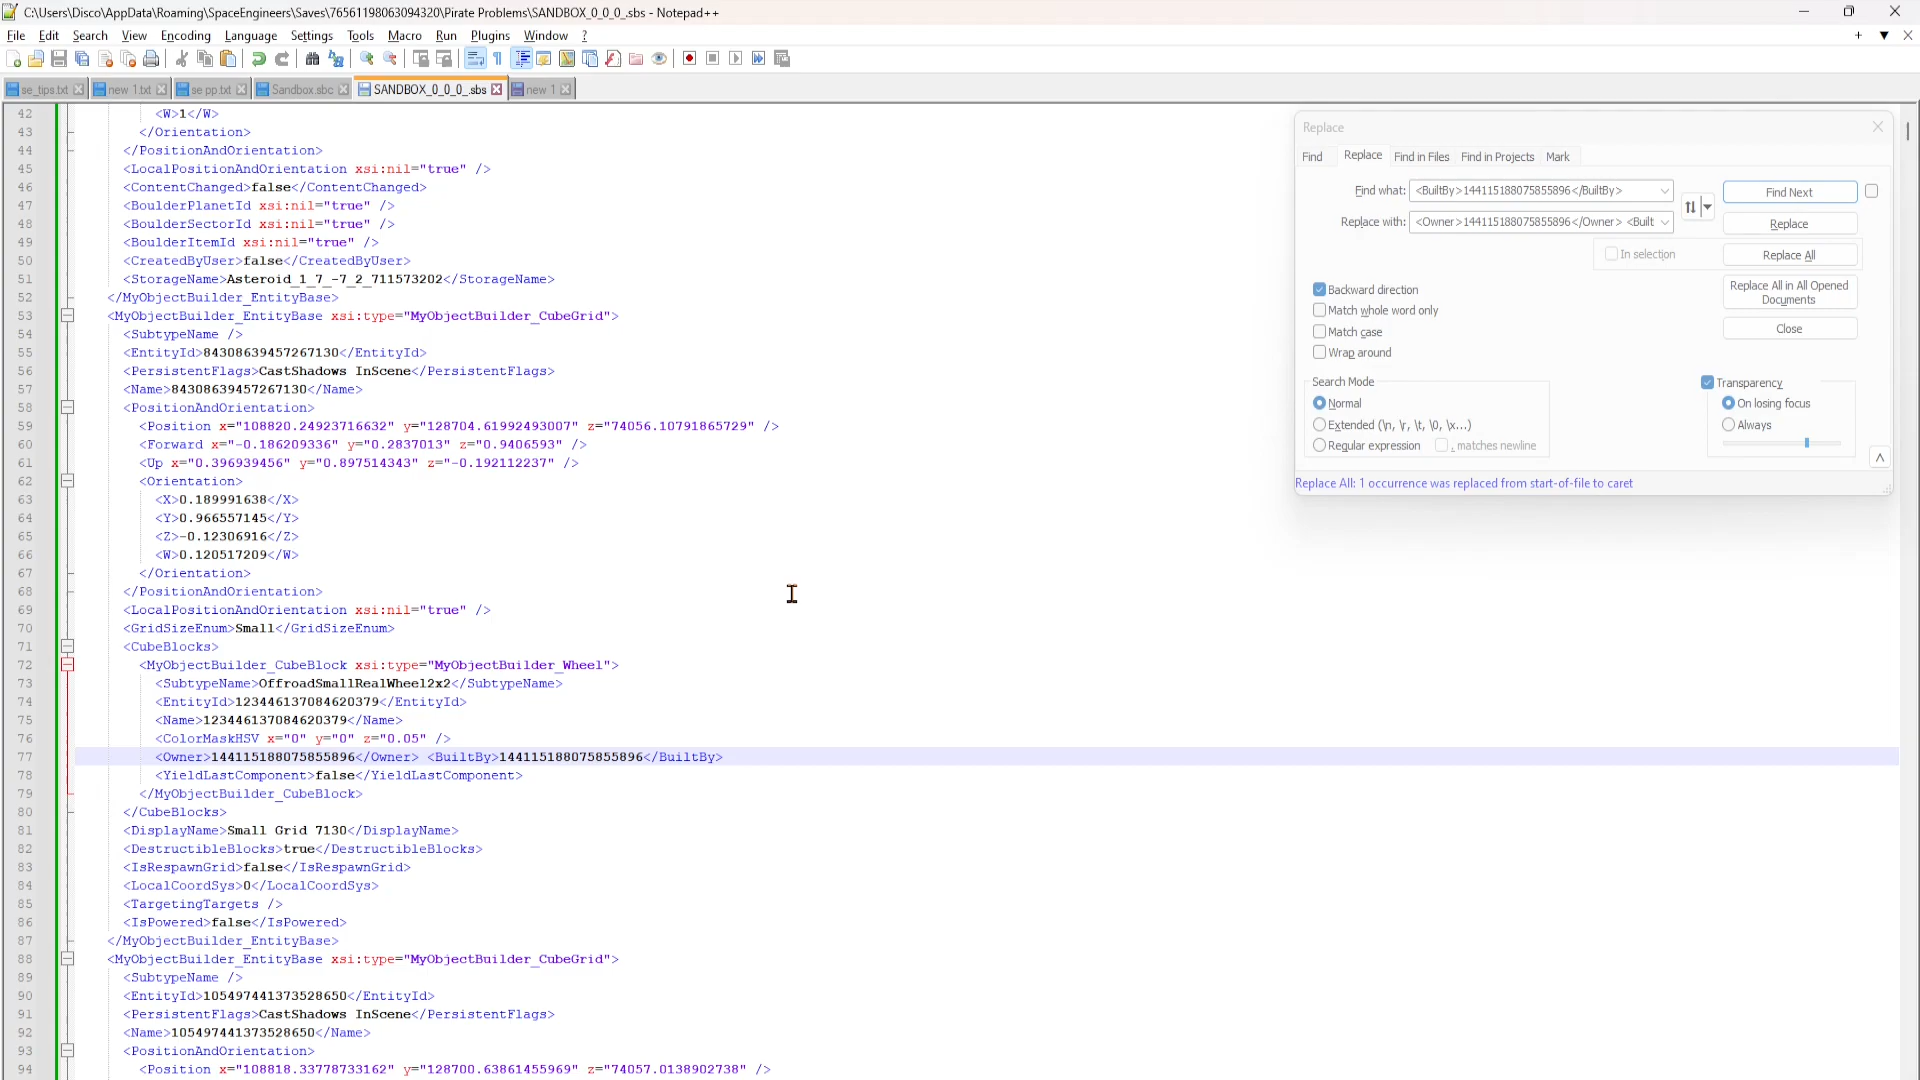 C:\Users\Disco\AppData\Roaming\SpaceEngineers\Saves\76561198063094320\Pirate Problems\SANDBOX_0_0_0_.sbs - Notepad++
File Edit Search View Encoding Language Settings Tools Macro Run Plugins Window ?
se_tips.txt new 1.txt se pp.txt Sandbox.sbc SANDBOX_0_0_0_.sbs new 1
42 <W>1</W>
43 </Orientation>
44 </PositionAndOrientation>
45 <LocalPositionAndOrientation xsi:nil="true" />
46 <ContentChanged>false</ContentChanged>
47 <BoulderPlanetId xsi:nil="true" />
48 <BoulderSectorId xsi:nil="true" />
49 <BoulderItemId xsi:nil="true" />
50 <CreatedByUser>false</CreatedByUser>
51 <StorageName>Asteroid_1_7_-7_2_711573202</StorageName>
52 </MyObjectBuilder_EntityBase>
53 <MyObjectBuilder_EntityBase xsi:type="MyObjectBuilder_CubeGrid">
54 <SubtypeName />
55 <EntityId>84308639457267130</EntityId>
56 <PersistentFlags>CastShadows InScene</PersistentFlags>
57 <Name>84308639457267130</Name>
58 <PositionAndOrientation>
59 <Position x="108820.24923716632" y="128704.61992493007" z="74056.10791865729" />
60 <Forward x="-0.186209336" y="0.2837013" z="0.9406593" />
61 <Up x="0.396939456" y="0.897514343" z="-0.192112237" />
62 <Orientation>
63 <X>0.189991638</X>
64 <Y>0.966557145</Y>
65 <Z>-0.12306916</Z>
66 <W>0.120517209</W>
67 </Orientation>
68 </PositionAndOrientation>
69 <LocalPositionAndOrientation xsi:nil="true" />
70 <GridSizeEnum>Small</GridSizeEnum>
71 <CubeBlocks>
72 <MyObjectBuilder_CubeBlock xsi:type="MyObjectBuilder_Wheel">
73 <SubtypeName>OffroadSmallRealWheel2x2</SubtypeName>
74 <EntityId>123446137084620379</EntityId>
75 <Name>123446137084620379</Name>
76 <ColorMaskHSV x="0" y="0" z="0.05" />
77 <Owner>144115188075855896</Owner> <BuiltBy>144115188075855896</BuiltBy>
78 <YieldLastComponent>false</YieldLastComponent>
79 </MyObjectBuilder_CubeBlock>
80 </CubeBlocks>
81 <DisplayName>Small Grid 7130</DisplayName>
82 <DestructibleBlocks>true</DestructibleBlocks>
83 <IsRespawnGrid>false</IsRespawnGrid>
84 <LocalCoordSys>0</LocalCoordSys>
85 <TargetingTargets />
86 <IsPowered>false</IsPowered>
87 </MyObjectBuilder_EntityBase>
88 <MyObjectBuilder_EntityBase xsi:type="MyObjectBuilder_CubeGrid">
89 <SubtypeName />
90 <EntityId>105497441373528650</EntityId>
91 <PersistentFlags>CastShadows InScene</PersistentFlags>
92 <Name>105497441373528650</Name>
93 <PositionAndOrientation>
94 <Position x="108818.33778733162" y="128700.63861455969" z="74057.0138902738" />
Replace
Find Replace Find in Files Find in Projects Mark
Find what: <BuiltBy>144115188075855896</BuiltBy> Find Next
Replace with: <Owner>144115188075855896</Owner> <Built Replace
In selection Replace All
Backward direction Replace All in All Opened Documents
Match whole word only
Match case Close
Wrap around
Search Mode Transparency
Normal On losing focus
Extended (\n, \r, \t, \0, \x...) Always
Regular expression . matches newline
Replace All: 1 occurrence was replaced from start-of-file to caret